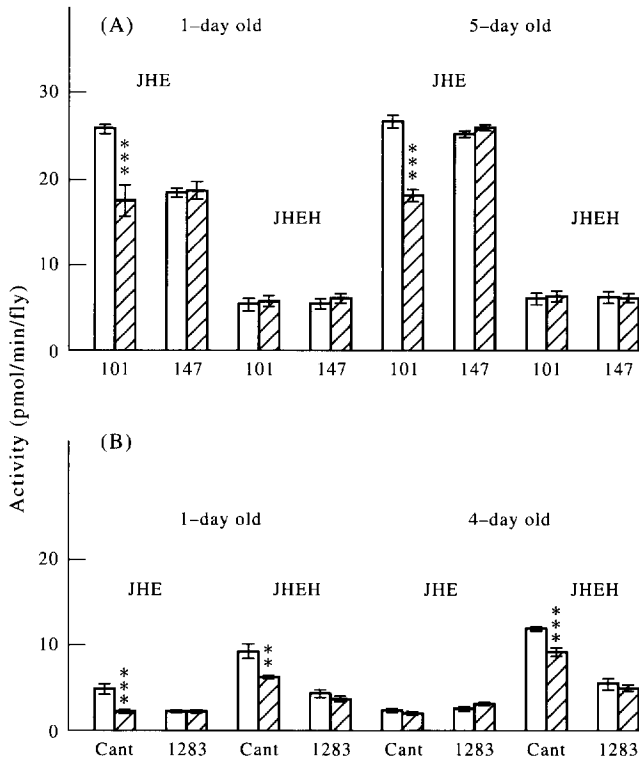 (A) 1–day old 5–day old
JHE JHE
30
***
***
20
JHEH JHEH
10
0
101 147 101 147 101 147 101 147
Activity (pmol/min/fly)
(B)
1–day old 4–day old
20
JHE JHEH JHE JHEH
***
**
10
***
0
Cant 1283 Cant 1283 Cant 1283 Cant 1283